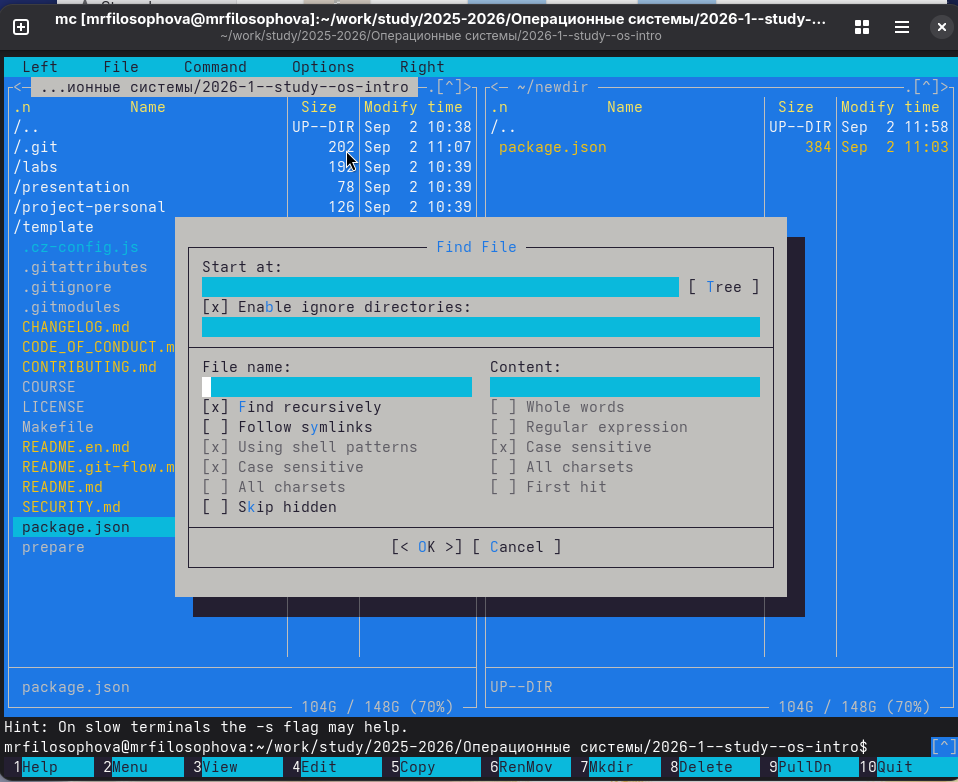 mc [mrfilosophova@mrfilosophova]:~/work/study/2025-2026/Операционные системы/2026-1--study-...
~/work/study/2025-2026/Операционные системы/2026-1--study--os-intro
Left File Command Options Right
<— ...ионные системы/2026-1--study--os-intro —.[^]> <— ~/newdir .[^]>
.n Name Size Modify time .n Name Size Modify time
/.. UP--DIR Sep 2 10:38 /.. UP--DIR Sep 2 11:58
/.git 202 Sep 2 11:07 package.json 384 Sep 2 11:03
/labs Sep 2 10:39
/presentation 78 Sep 2 10:39
/project-personal 126 Sep 2 10:39
/template
.cz-config.js
.gitattributes
.gitignore
.gitmodules
CHANGELOG.md
CODE_OF_CONDUCT.m
CONTRIBUTING.md
COURSE
LICENSE
Makefile
README.en.md
README.git-flow.m
README.md
SECURITY.md
package.json
prepare
Find File
Start at:
[ Tree ]
[x] Enable ignore directories:
File name: Content:
[x] Find recursively [ ] Whole words
[ ] Follow symlinks [ ] Regular expression
[x] Using shell patterns [x] Case sensitive
[x] Case sensitive [ ] All charsets
[ ] All charsets [ ] First hit
[ ] Skip hidden
[< OK >] [ Cancel ]
package.json UP--DIR
104G / 148G (70%) 104G / 148G (70%)
Hint: On slow terminals the -s flag may help.
mrfilosophova@mrfilosophova:~/work/study/2025-2026/Операционные системы/2026-1--study--os-intro$ [^]
1Help 2Menu 3View 4Edit 5Copy 6RenMov 7Mkdir 8Delete 9PullDn 10Quit